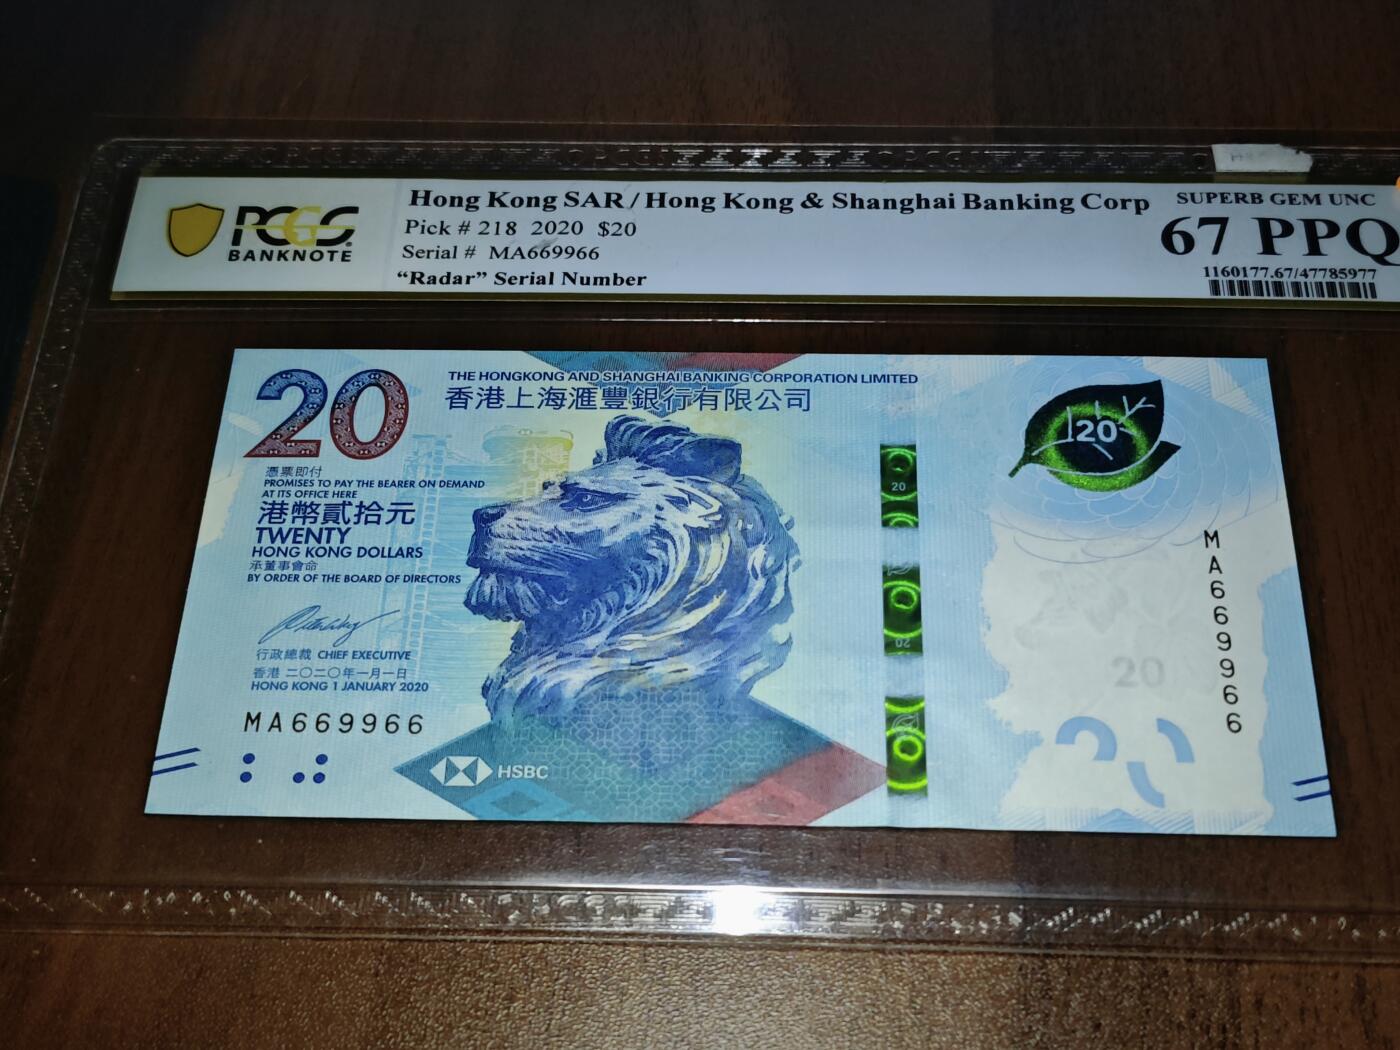 PCGS
BANKNOTE
Hong Kong SAR / Hong Kong & Shanghai Banking Corp
Pick # 218 2020 $20
Serial # MA669966
“Radar” Serial Number
SUPERB GEM UNC
67 PPQ
1160177.67/47785977
20
THE HONGKONG AND SHANGHAI BANKING CORPORATION LIMITED
香港上海滙豐銀行有限公司
憑票即付
PROMISES TO PAY THE BEARER ON DEMAND
AT ITS OFFICE HERE
港幣貳拾元
TWENTY
HONG KONG DOLLARS
承董事會命
BY ORDER OF THE BOARD OF DIRECTORS
行政總裁 CHIEF EXECUTIVE
香港 二〇二〇年一月一日
HONG KONG 1 JANUARY 2020
MA669966
HSBC
20
20
20
MA669966
20
20